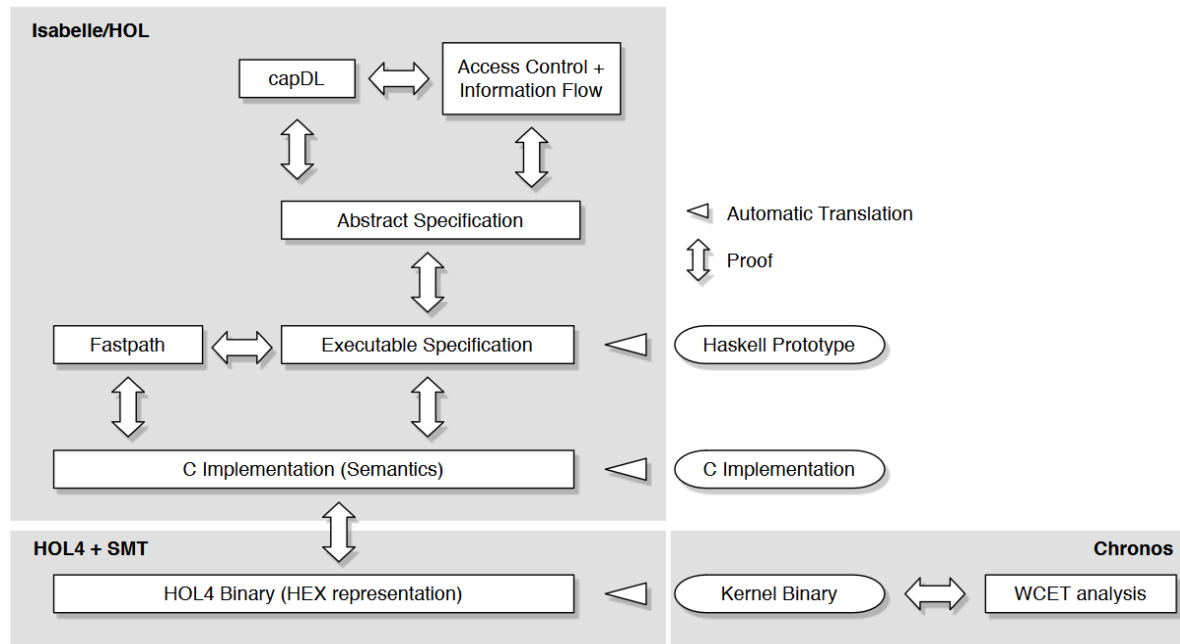 Isabelle/HOL
capDL
Access Control +
Information Flow
Abstract Specification
Automatic Translation
Proof
Fastpath
Executable Specification
Haskell Prototype
C Implementation (Semantics)
C Implementation
HOL4 + SMT
Chronos
HOL4 Binary (HEX representation)
Kernel Binary
WCET analysis